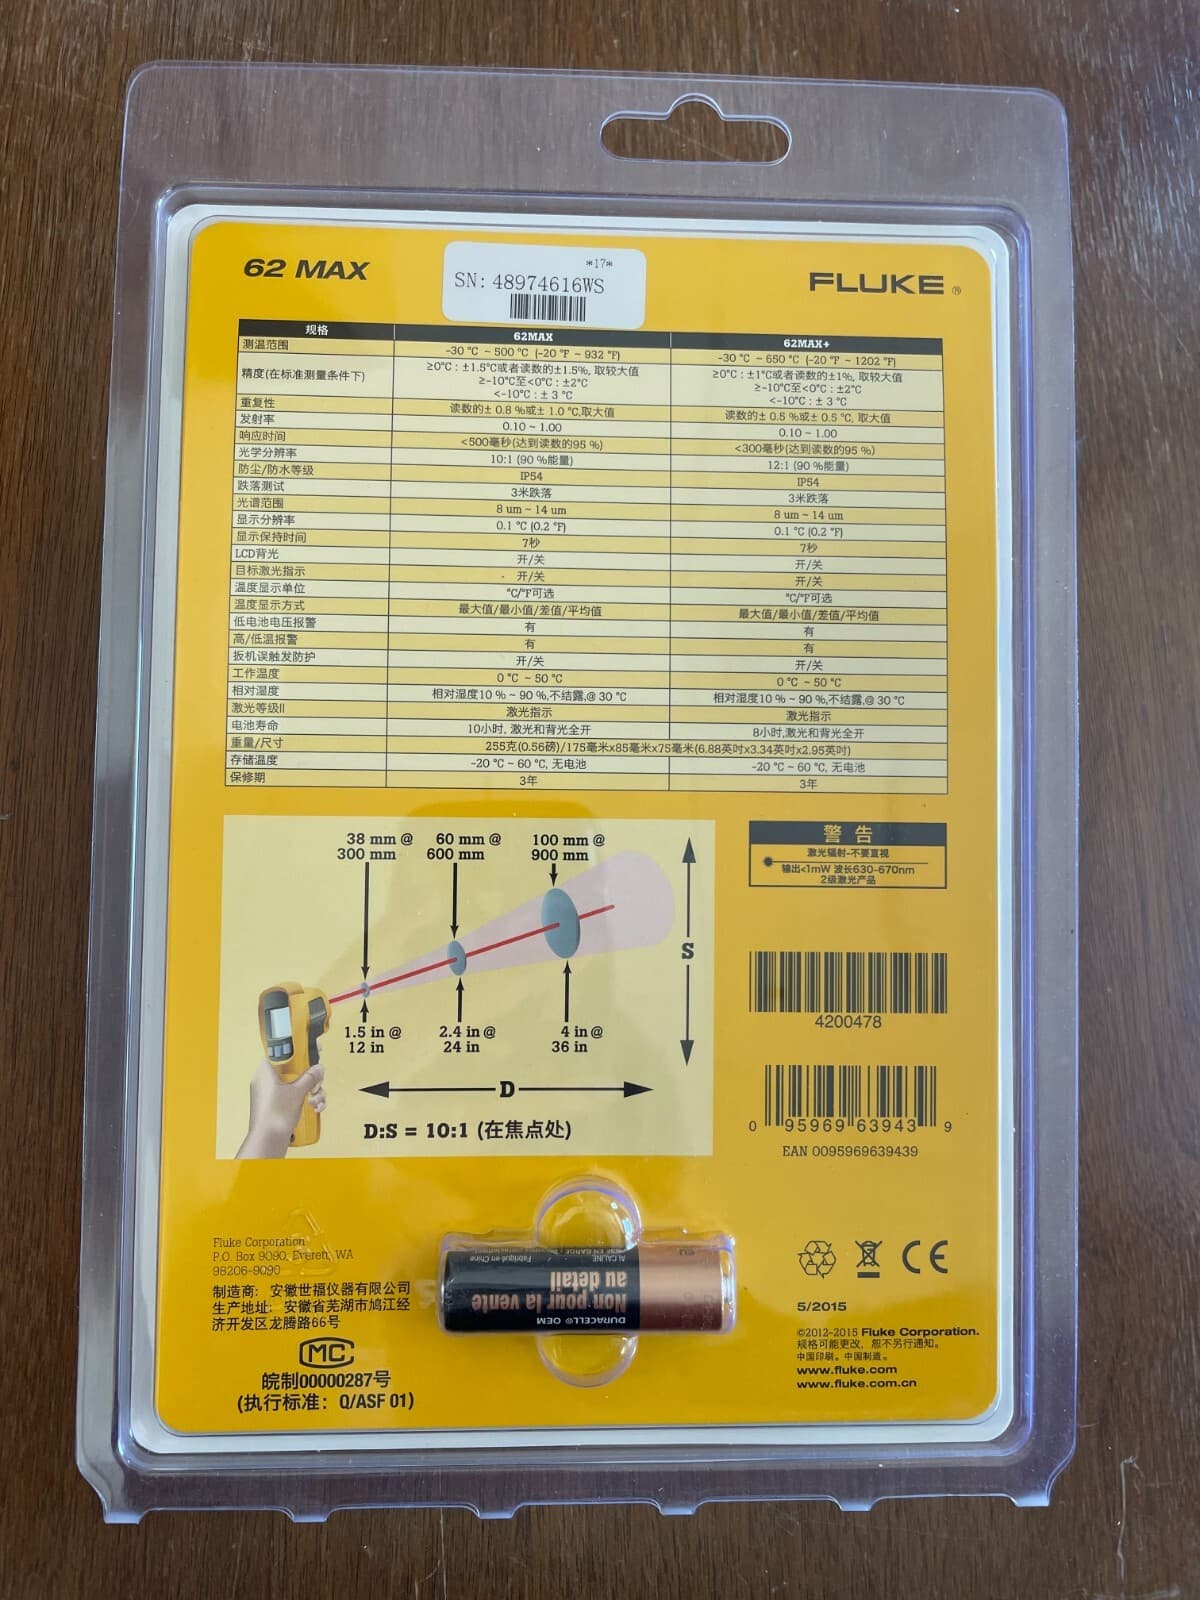 62 MAX
*17*
SN: 48974616WS
FLUKE ®
规格 62MAX 62MAX+
测温范围 -30 °C ~ 500 °C (-20 °F ~ 932 °F) -30 °C ~ 650 °C (-20 °F ~ 1202 °F)
精度(在标准测量条件下) ≥0°C : ±1.5°C或者读数的±1.5%, 取较大值 ≥0°C : ±1°C或者读数的±1%, 取较大值
≥-10°C至<0°C : ±2°C ≥-10°C至<0°C : ±2°C
<-10°C : ± 3 °C <-10°C : ± 3 °C
重复性 读数的± 0.8 %或± 1.0 °C,取大值 读数的± 0.5 %或± 0.5 °C, 取大值
发射率 0.10 ~ 1.00 0.10 ~ 1.00
响应时间 <500毫秒(达到读数的95 %) <300毫秒(达到读数的95 %)
光学分辨率 10:1 (90 %能量) 12:1 (90 %能量)
防尘/防水等级 IP54 IP54
跌落测试 3米跌落 3米跌落
光谱范围 8 um ~ 14 um 8 um ~ 14 um
显示分辨率 0.1 °C (0.2 °F) 0.1 °C (0.2 °F)
显示保持时间 7秒 7秒
LCD背光 开/关 开/关
目标激光指示 开/关 开/关
温度显示单位 °C/°F可选 °C/°F可选
温度显示方式 最大值/最小值/差值/平均值 最大值/最小值/差值/平均值
低电池电压报警 有 有
高/低温报警 有 有
扳机误触发防护 开/关 开/关
工作温度 0 °C ~ 50 °C 0 °C ~ 50 °C
相对湿度 相对湿度10 % ~ 90 %,不结露,@ 30 °C 相对湿度10 % ~ 90 %,不结露,@ 30 °C
激光等级II 激光指示 激光指示
电池寿命 10小时, 激光和背光全开 8小时,激光和背光全开
重量/尺寸 255克(0.56磅)/175毫米x85毫米x75毫米(6.88英吋x3.34英吋x2.95英吋)
存储温度 -20 °C ~ 60 °C, 无电池 -20 °C ~ 60 °C, 无电池
保修期 3年 3年
38 mm @ 60 mm @ 100 mm @
300 mm 600 mm 900 mm
S
1.5 in @ 2.4 in @ 4 in @
12 in 24 in 36 in
D
D:S = 10:1 (在焦点处)
警 告
激光辐射-不要直视
输出<1mW 波长630-670nm
2级激光产品
4200478
0 95969 63943 9
EAN 0095969639439
Fluke Corporation
P.O. Box 9090, Everett, WA
98206-9090
制造商: 安徽世福仪器有限公司
生产地址: 安徽省芜湖市鸠江经
济开发区龙腾路66号
MC
皖制00000287号
(执行标准: Q/ASF 01)
DURACELL® OEM
Non pour la vente
au détail
ALCALINE
Fabriqué en Chine
CE
5/2015
©2012-2015 Fluke Corporation.
规格可能更改, 恕不另行通知。
中国印刷。中国制造。
www.fluke.com
www.fluke.com.cn